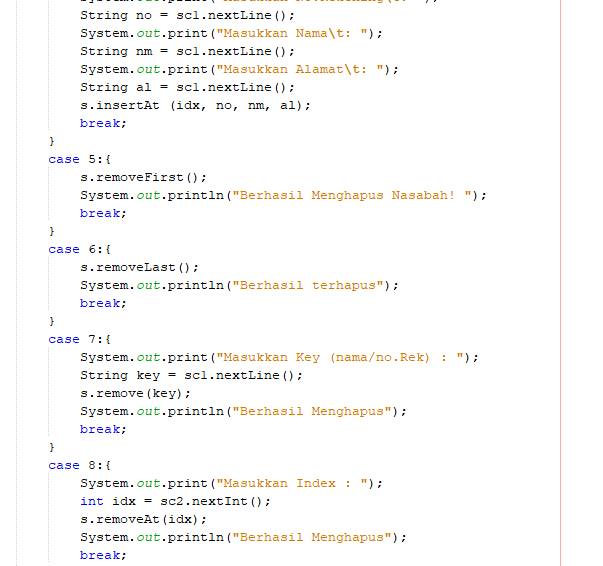 String no = sc1.nextLine();
System.out.print("Masukkan Nama\t: ");
String nm = sc1.nextLine();
System.out.print("Masukkan Alamat\t: ");
String al = sc1.nextLine();
s.insertAt (idx, no, nm, al);
break;
}
case 5:{
s.removeFirst();
System.out.println("Berhasil Menghapus Nasabah! ");
break;
}
case 6:{
s.removeLast();
System.out.println("Berhasil terhapus");
break;
}
case 7:{
System.out.print("Masukkan Key (nama/no.Rek) : ");
String key = sc1.nextLine();
s.remove(key);
System.out.println("Berhasil Menghapus");
break;
}
case 8:{
System.out.print("Masukkan Index : ");
int idx = sc2.nextInt();
s.removeAt(idx);
System.out.println("Berhasil Menghapus");
break;